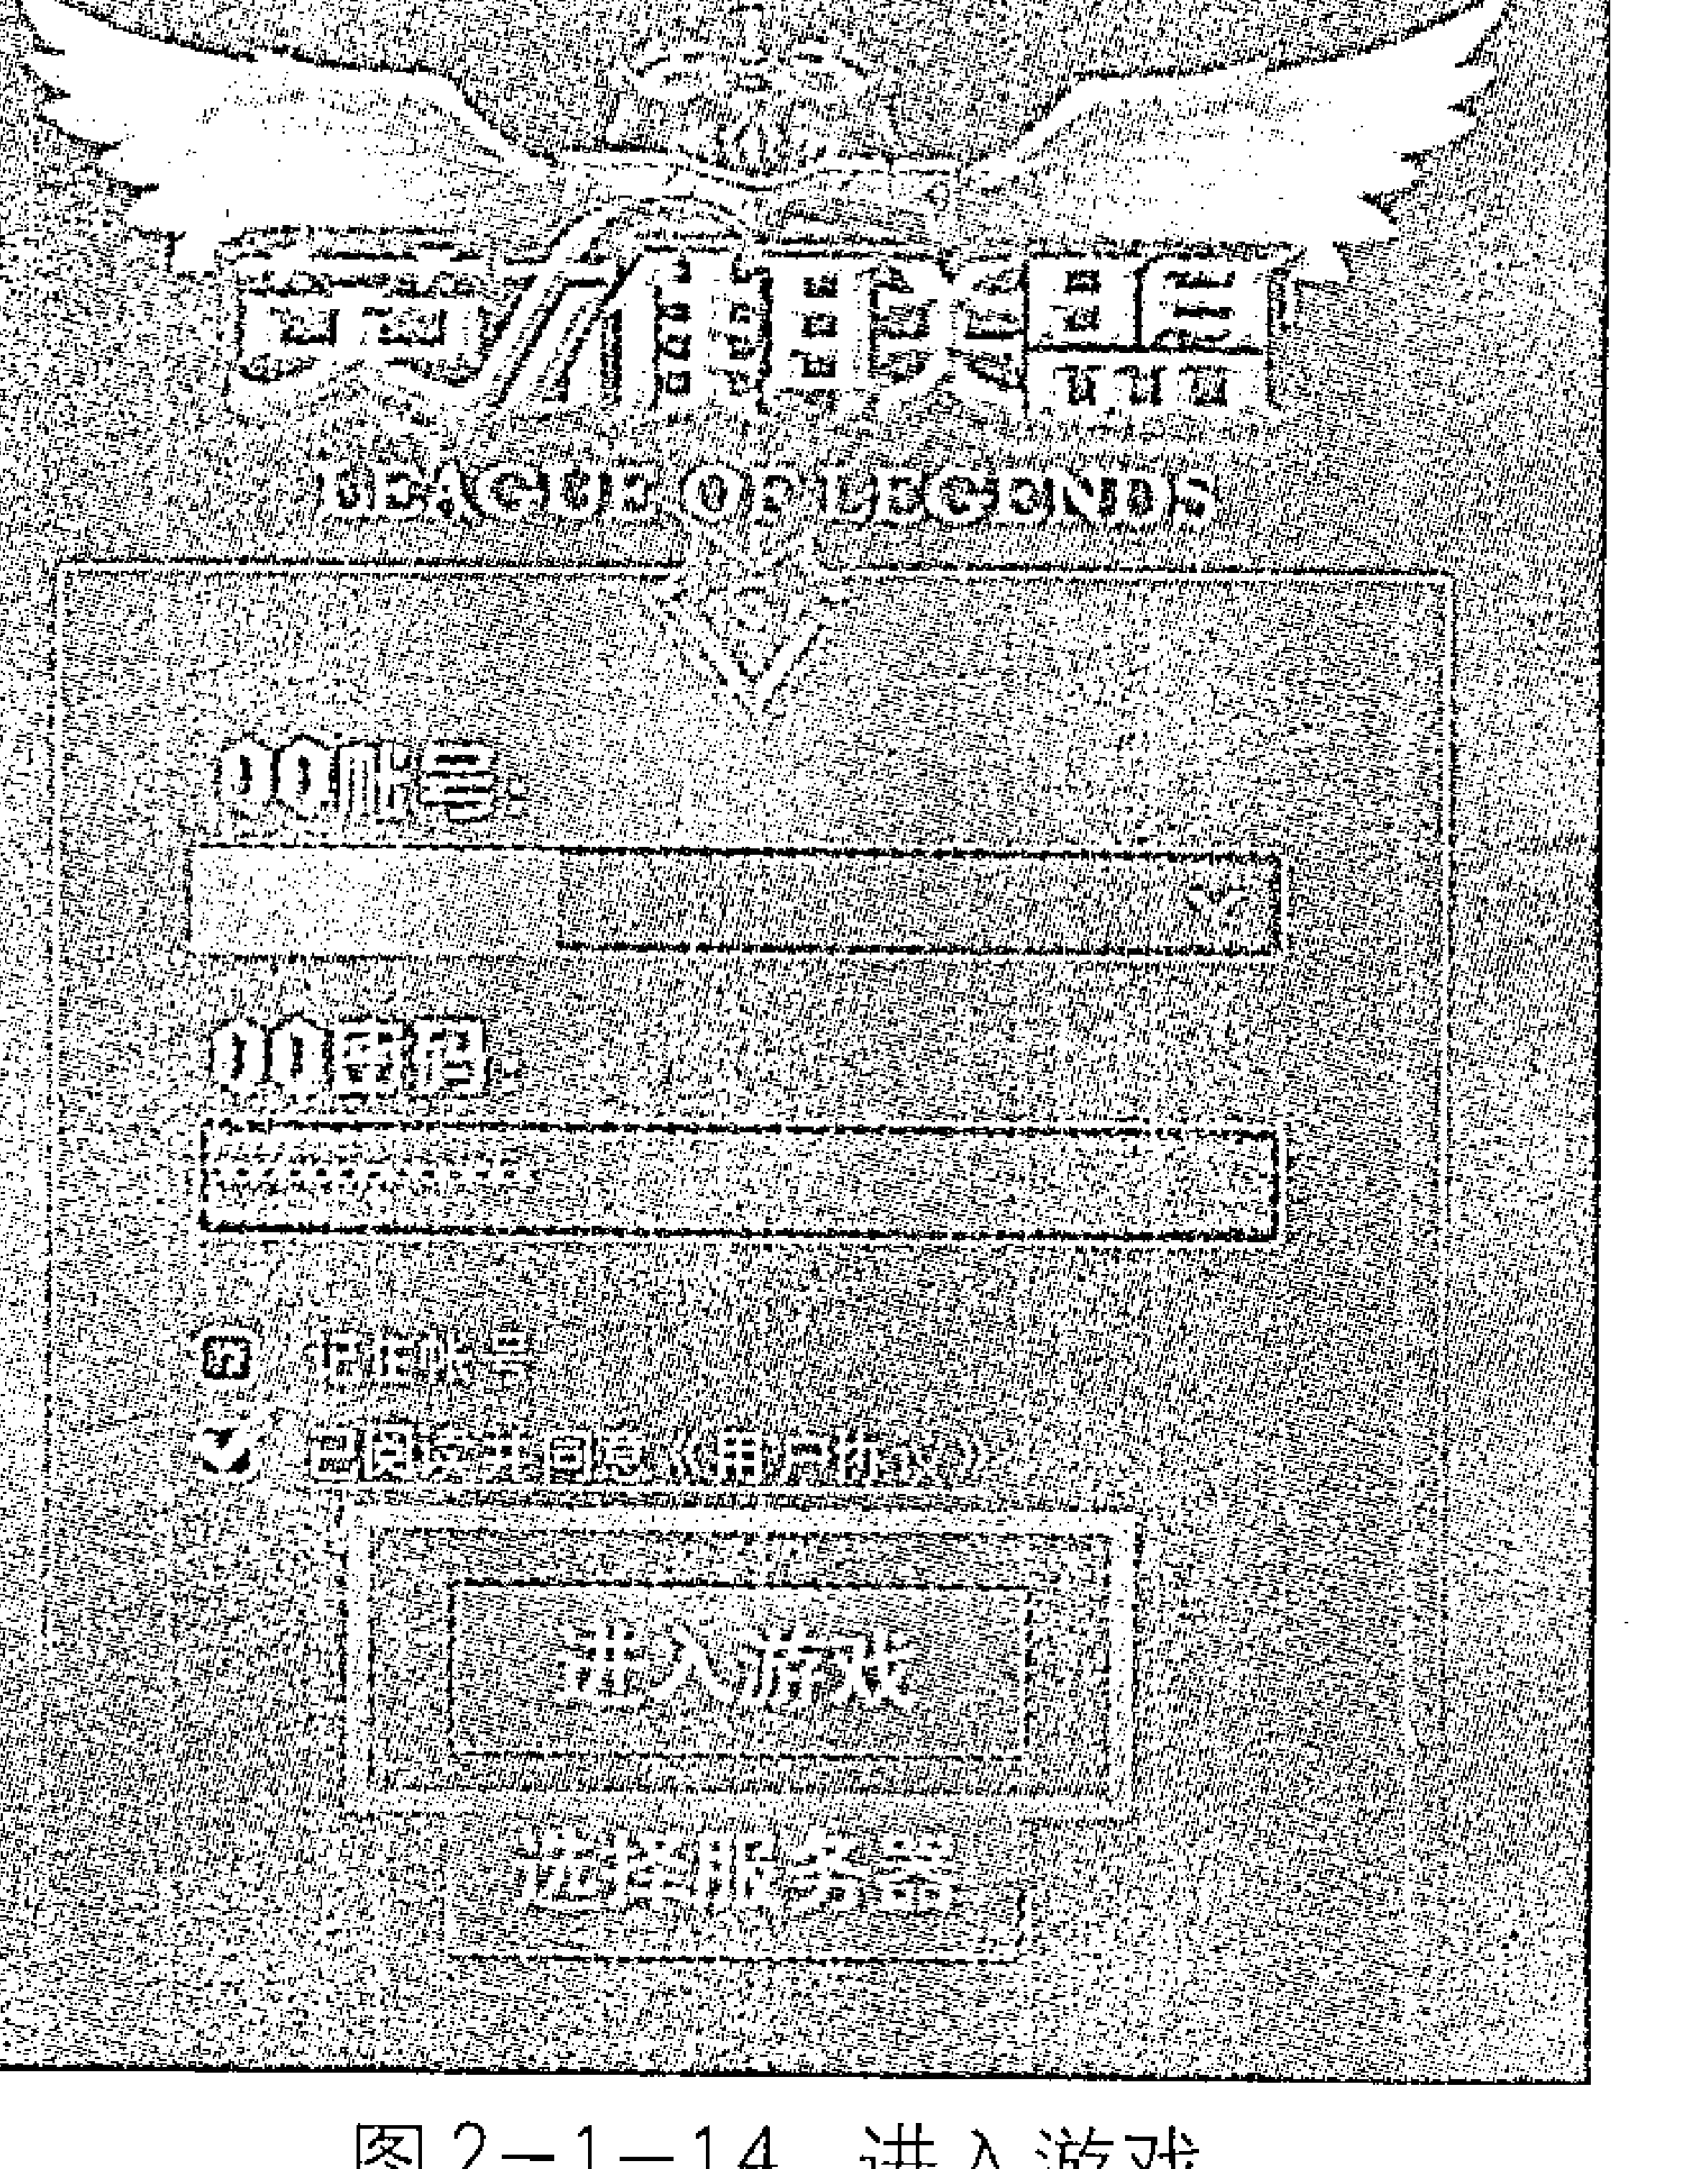 英雄联盟
LEAGUE OF LEGENDS
QQ帐号:
QQ密码:
记住帐号
已阅读并同意《用户协议》
进入游戏
选择服务器
图2-1-14 进入游戏